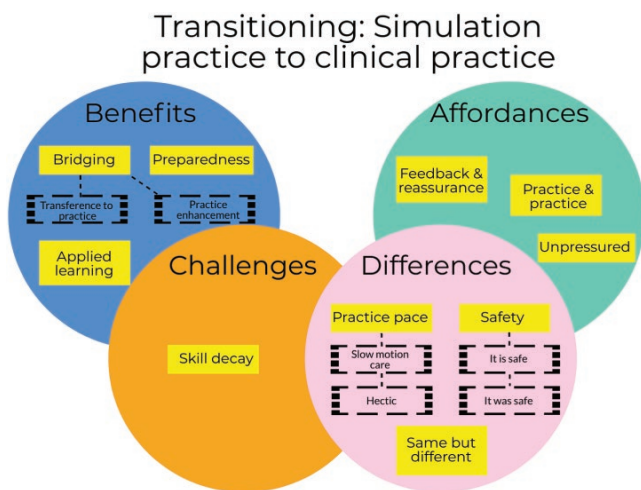 Transitioning: Simulation
practice to clinical practice
Benefits
Bridging
Preparedness
Transference to
practice
Practice
enhancement
Applied
learning
Affordances
Feedback &
reassurance
Practice &
practice
Unpressured
Challenges
Skill decay
Differences
Practice pace
Safety
Slow motion
care
It is safe
Hectic
It was safe
Same but
different